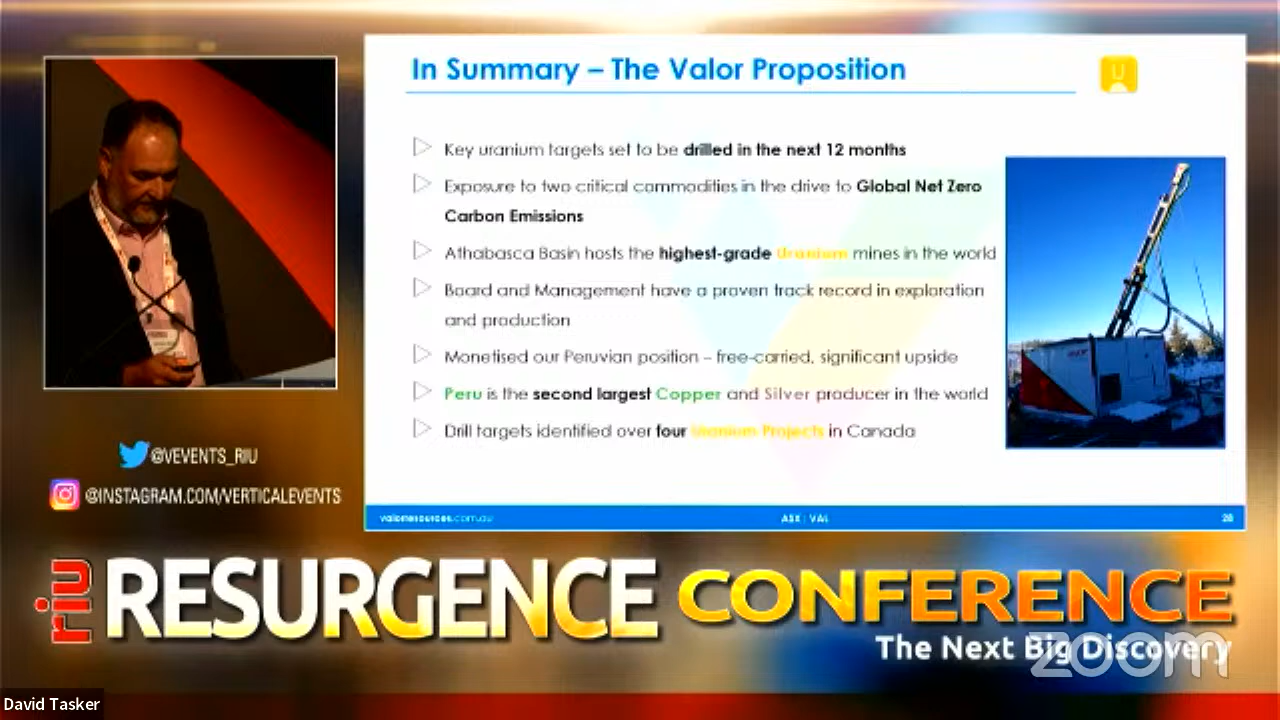 In Summary – The Valor Proposition
U
Key uranium targets set to be drilled in the next 12 months
Exposure to two critical commodities in the drive to Global Net Zero
Carbon Emissions
Athabasca Basin hosts the highest-grade Uranium mines in the world
Board and Management have a proven track record in exploration
and production
Monetised our Peruvian position – free-carried, significant upside
Peru is the second largest Copper and Silver producer in the world
Drill targets identified over four Uranium Projects in Canada
valorresources.com.au
ASX : VAL
28
@VEVENTS_RIU
@INSTAGRAM.COM/VERTICALEVENTS
riu RESURGENCE CONFERENCE
The Next Big Discovery
zoom
David Tasker